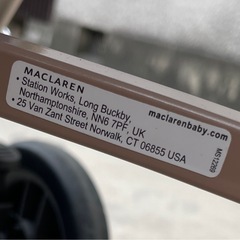 MACLAREN
maclarenbaby.com
• Station Works, Long Buckby,
Northamptonshire, NN6 7PF, UK
• 25 Van Zant Street Norwalk, CT 06855 USA
MS12269